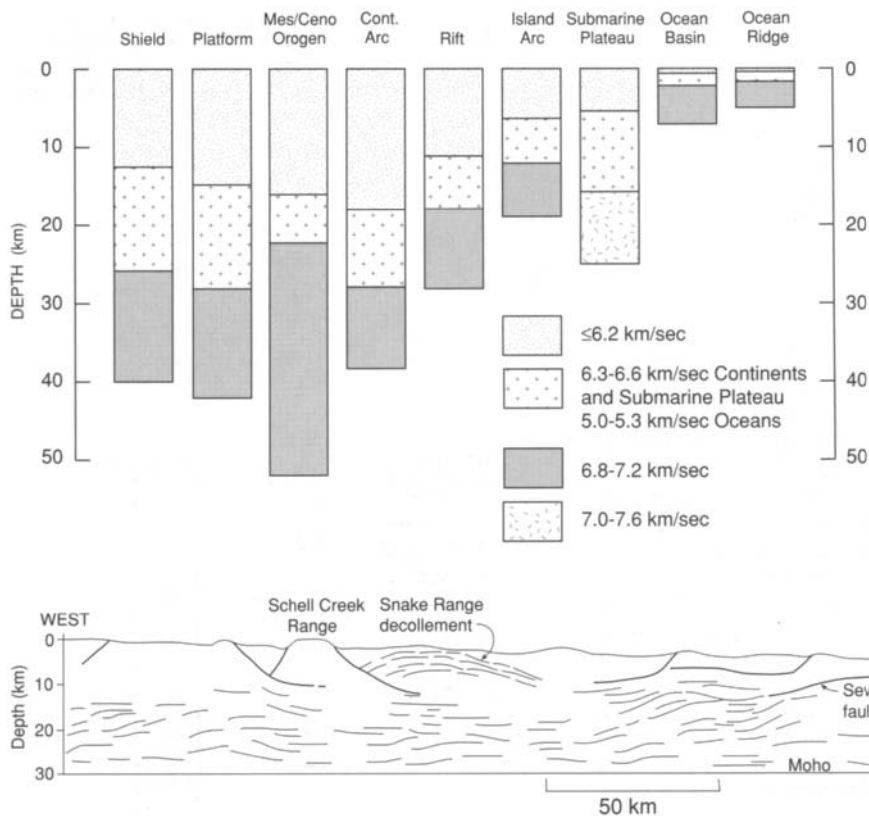 Shield
Platform
Mes/Ceno
Orogen
Cont.
Arc
Rift
Island
Arc
Submarine
Plateau
Ocean
Basin
Ocean
Ridge
0
10
20
30
40
50
DEPTH (km)
0
10
20
30
40
50
≤6.2 km/sec
6.3-6.6 km/sec Continents
and Submarine Plateau
5.0-5.3 km/sec Oceans
6.8-7.2 km/sec
7.0-7.6 km/sec
WEST
Schell Creek
Range
Snake Range
decollement
0
10
20
30
Depth (km)
Sev
faul
Moho
50 km